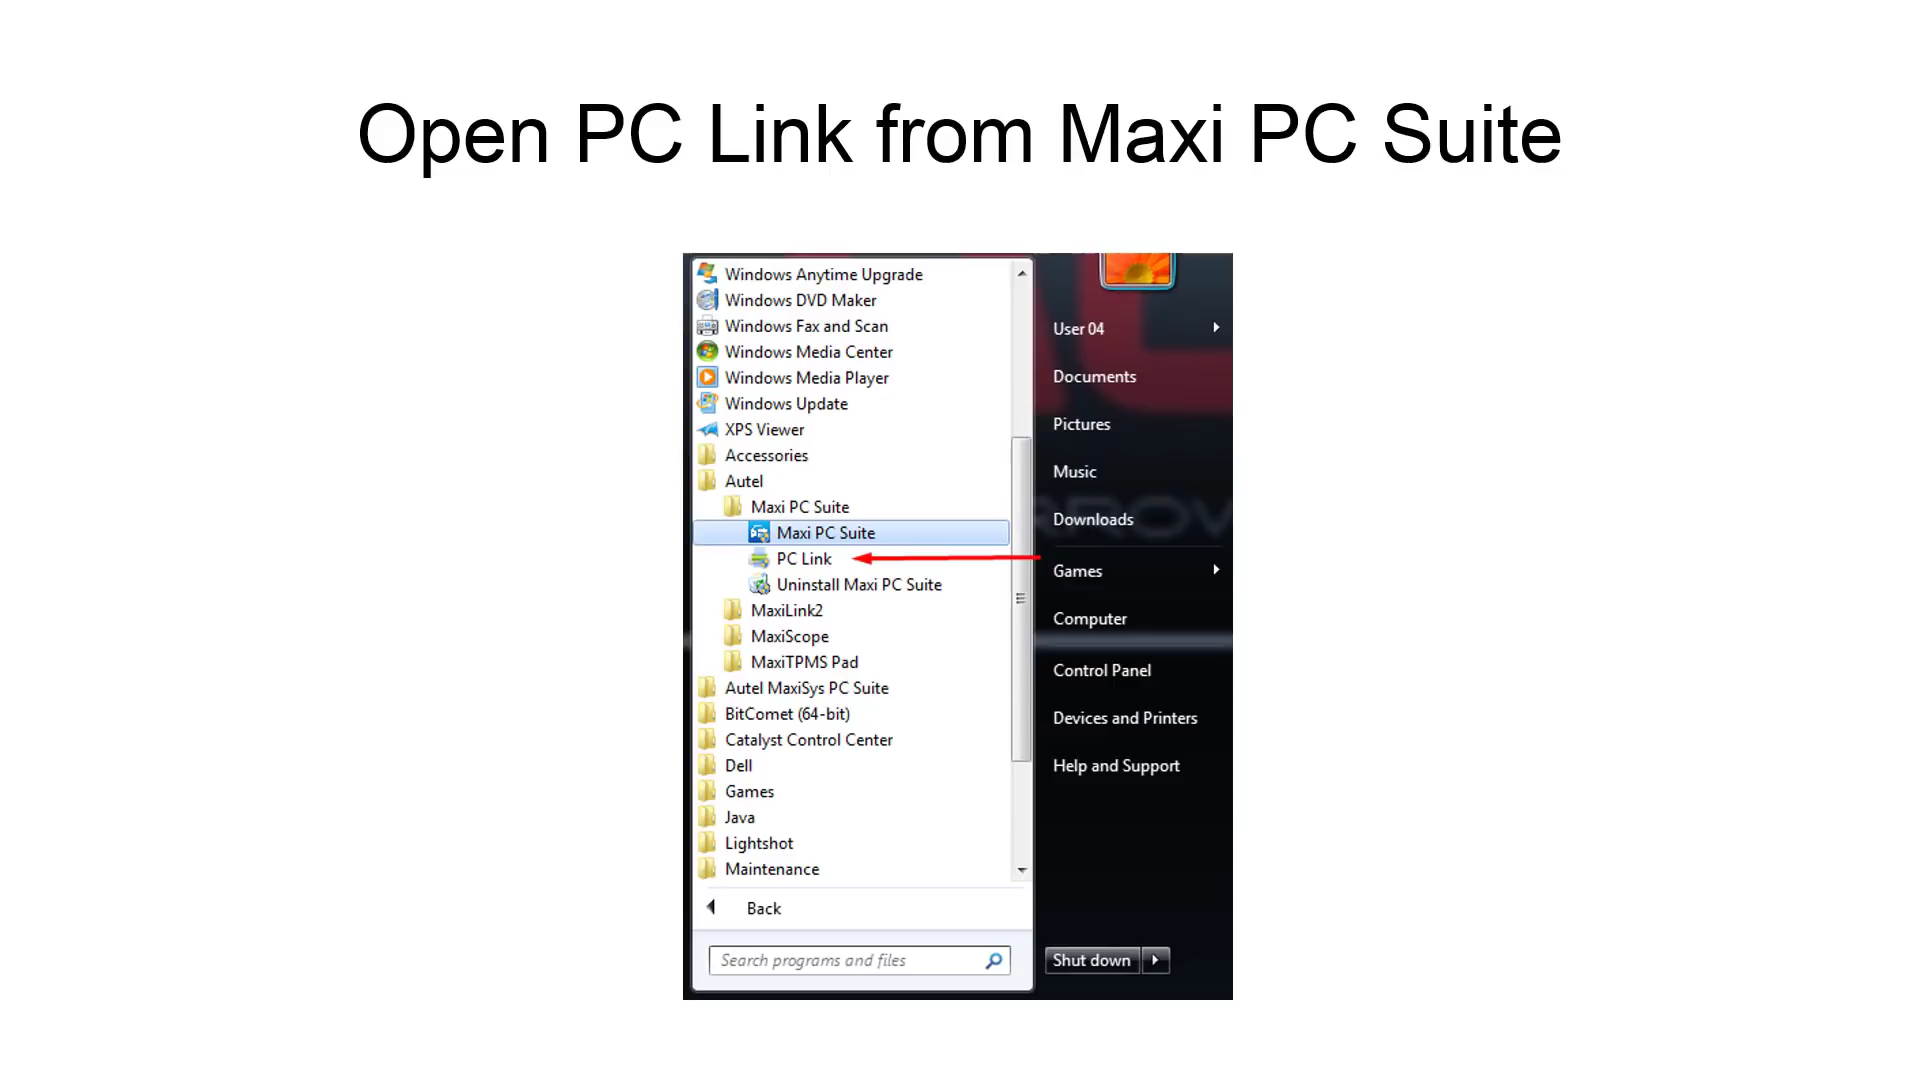 Open PC Link from Maxi PC Suite
Windows Anytime Upgrade
Windows DVD Maker
Windows Fax and Scan
Windows Media Center
Windows Media Player
Windows Update
XPS Viewer
Accessories
Autel
Maxi PC Suite
Maxi PC Suite
PC Link
Uninstall Maxi PC Suite
MaxiLink2
MaxiScope
MaxiTPMS Pad
Autel MaxiSys PC Suite
BitComet (64-bit)
Catalyst Control Center
Dell
Games
Java
Lightshot
Maintenance
Back
Search programs and files
User 04
Documents
Pictures
Music
Downloads
Games
Computer
Control Panel
Devices and Printers
Help and Support
Shut down